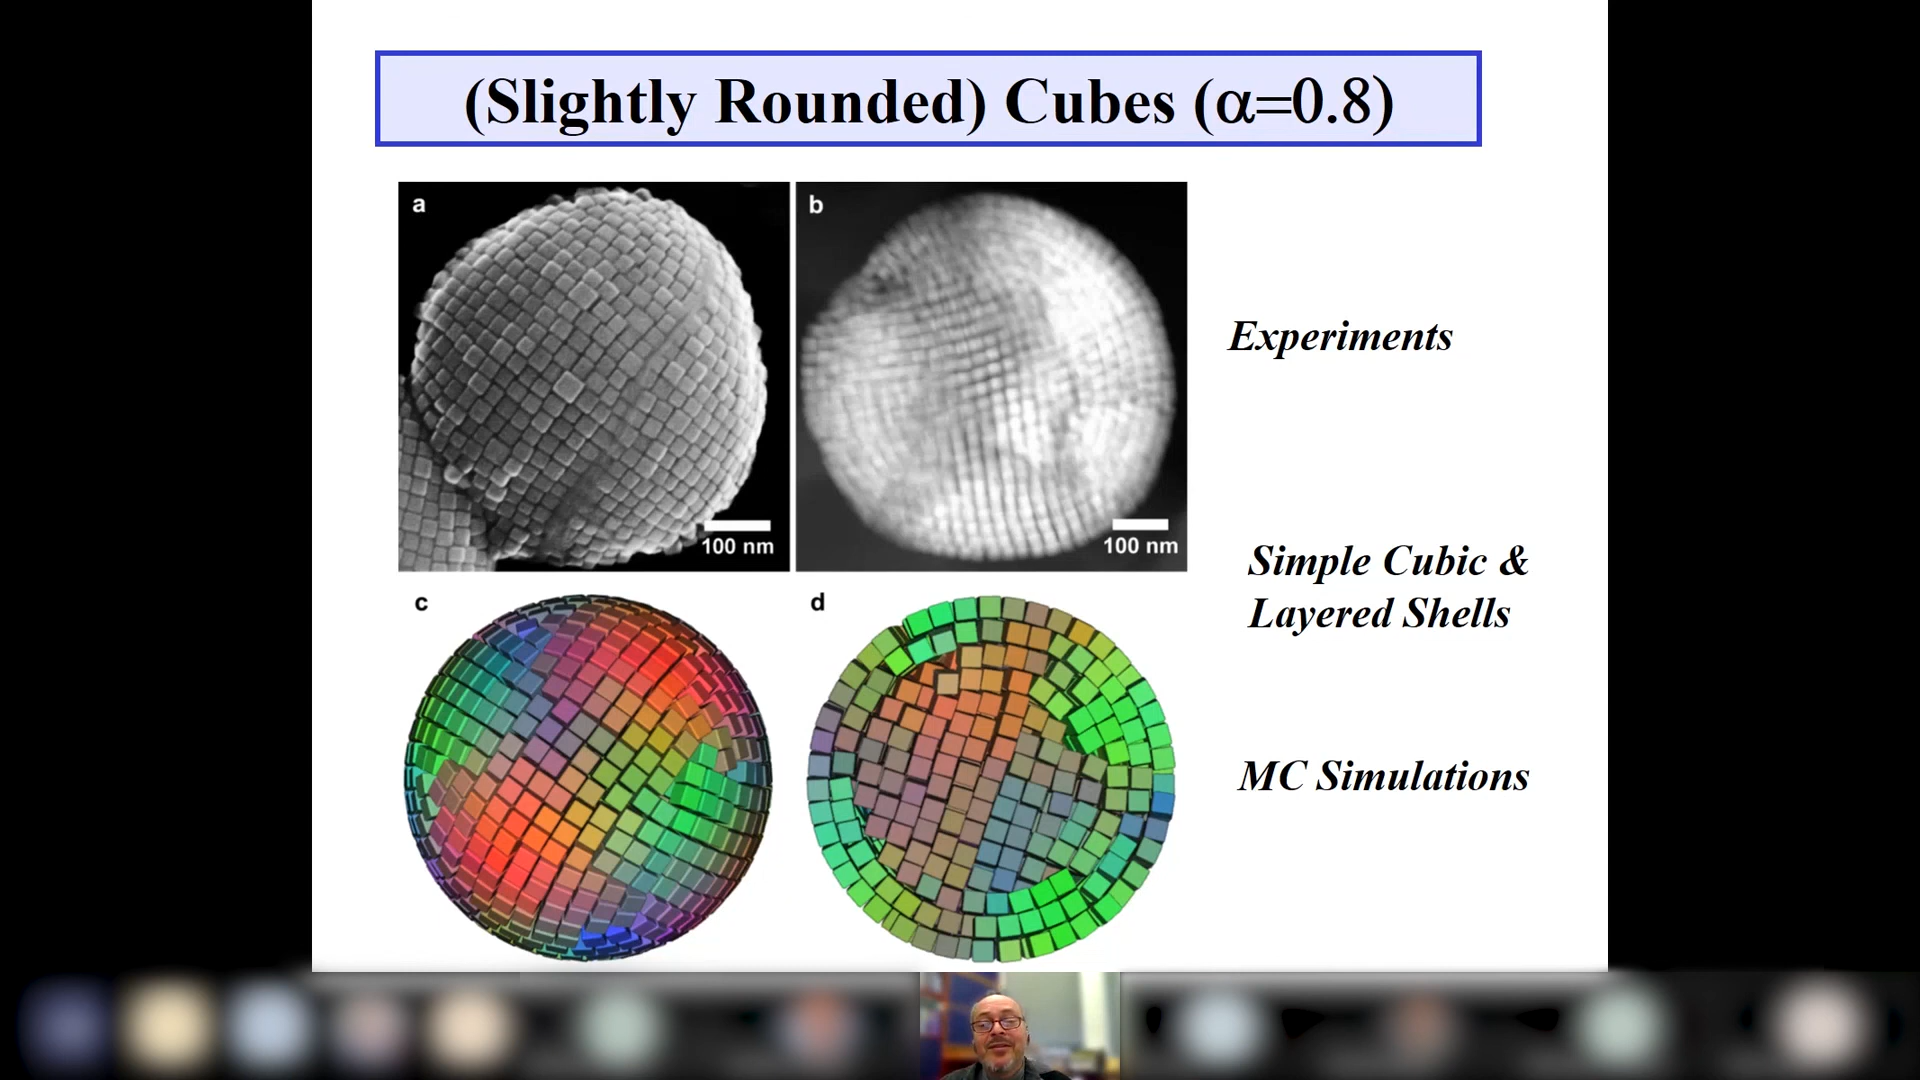 (Slightly Rounded) Cubes (α=0.8)
a
b
100 nm
100 nm
Experiments
Simple Cubic &
Layered Shells
c
d
MC Simulations